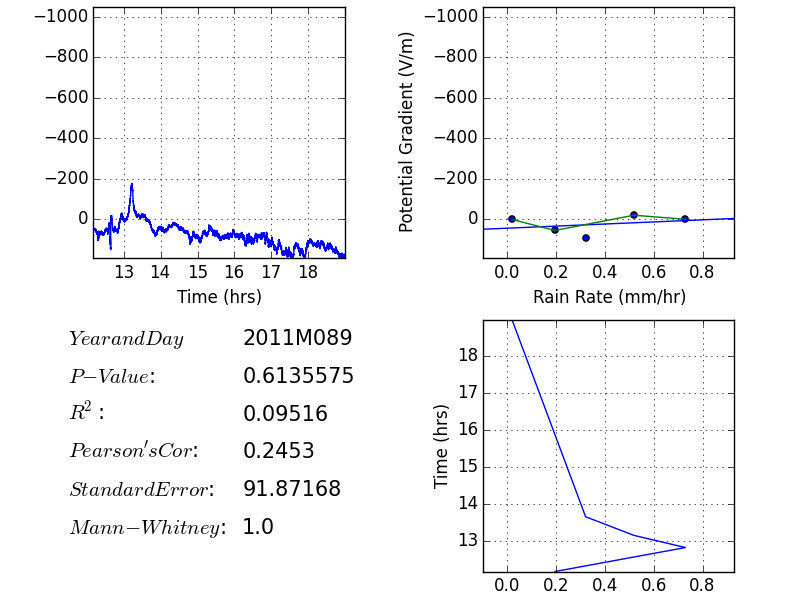 −1000
−800
−600
−400
−200
0
13 14 15 16 17 18
Time (hrs)
Potential Gradient (V/m)
−1000
−800
−600
−400
−200
0
0.0 0.2 0.4 0.6 0.8
Rain Rate (mm/hr)
YearandDay 2011M089
P−Value: 0.6135575
R²: 0.09516
Pearson'sCor: 0.2453
StandardError: 91.87168
Mann−Whitney: 1.0
Time (hrs)
18
17
16
15
14
13
0.0 0.2 0.4 0.6 0.8